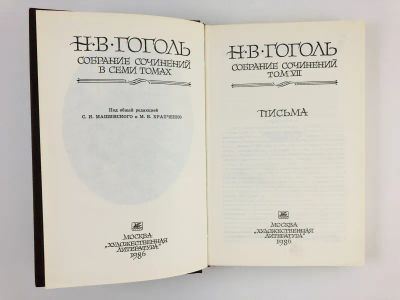 Н·В·ГОГОЛЬ
СОБРАНИЕ СОЧИНЕНИЙ
В СЕМИ ТОМАХ
Под общей редакцией
С. И. МАШИНСКОГО и М. Б. ХРАПЧЕНКО
МОСКВА
"ХУДОЖЕСТВЕННАЯ
ЛИТЕРАТУРА"
1986
Н·В·ГОГОЛЬ
СОБРАНИЕ СОЧИНЕНИЙ
ТОМ VII
ПИСЬМА
МОСКВА
"ХУДОЖЕСТВЕННАЯ
ЛИТЕРАТУРА"
1986